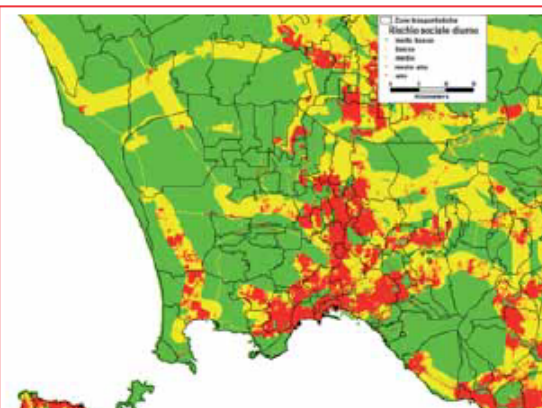 Zone trasportistiche
Rischio sociale diurno
molto basso
basso
medio
medio alto
alto